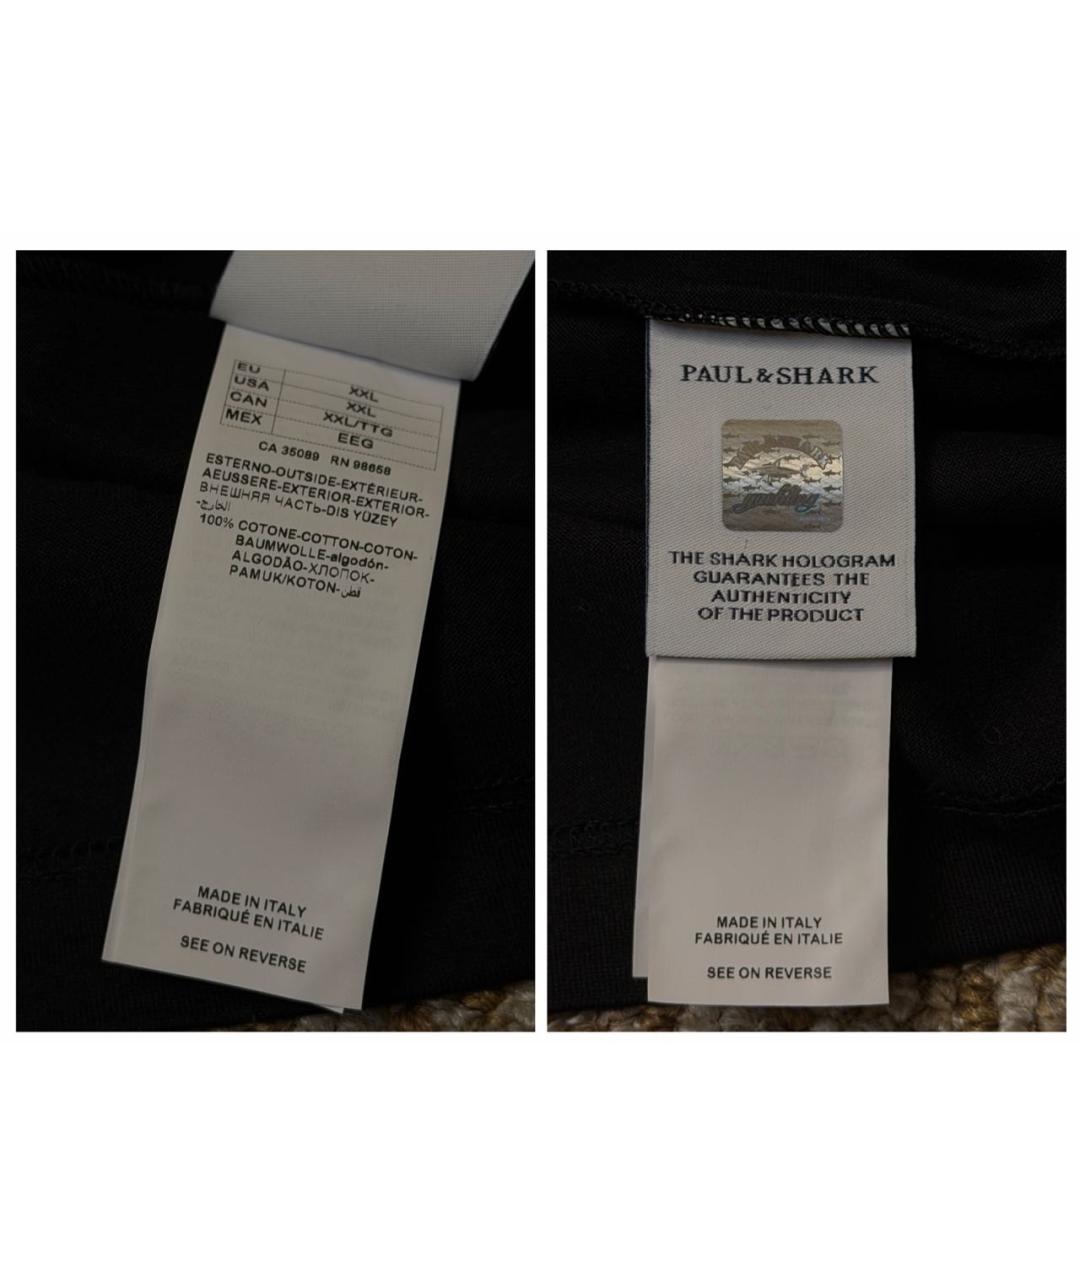 EU XXL
USA XXL
CAN XXL/TTG
MEX EEG
CA 35089 RN 98658
ESTERNO-OUTSIDE-EXTÉRIEUR-
AEUSSERE-EXTERIOR-EXTERIOR-
ВНЕШНЯЯ ЧАСТЬ-DIS YÜZEY
-الخارج
100% COTONE-COTTON-COTON-
BAUMWOLLE-algodón-
ALGODÃO-ХЛОПОК-
PAMUK/KOTON-قطن
MADE IN ITALY
FABRIQUÉ EN ITALIE
SEE ON REVERSE
PAUL & SHARK
THE SHARK HOLOGRAM
GUARANTEES THE
AUTHENTICITY
OF THE PRODUCT
MADE IN ITALY
FABRIQUÉ EN ITALIE
SEE ON REVERSE